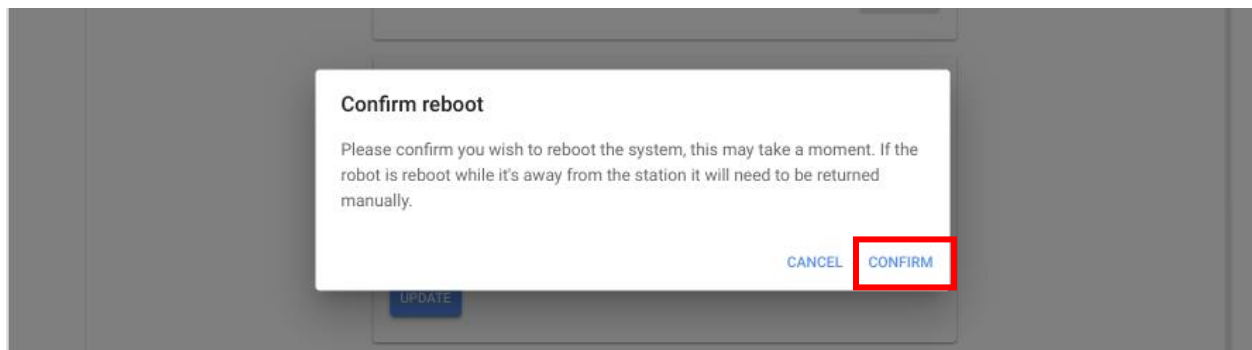 Confirm reboot
Please confirm you wish to reboot the system, this may take a moment. If the
robot is reboot while it's away from the station it will need to be returned
manually.
CANCEL CONFIRM
UPDATE